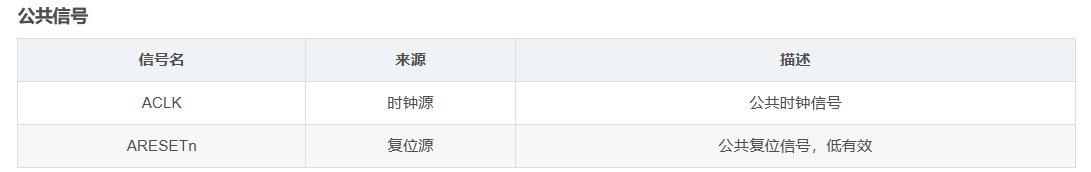 公共信号
信号名 来源 描述
ACLK 时钟源 公共时钟信号
ARESETn 复位源 公共复位信号，低有效